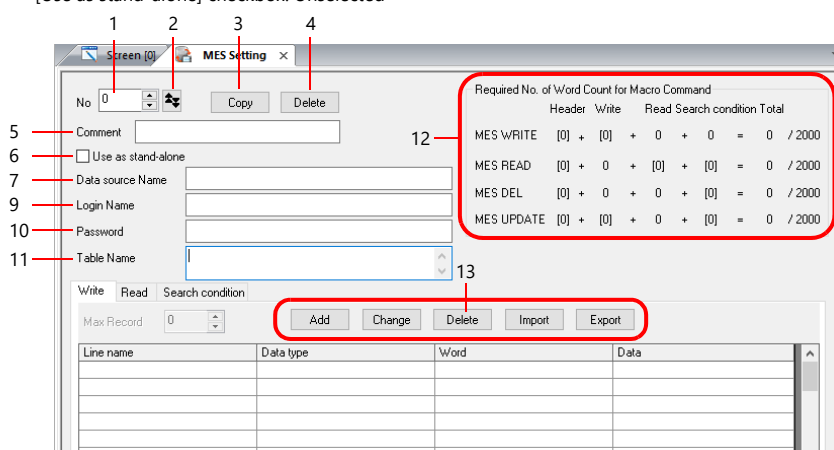 [Use as stand-alone] checkbox: Unselected
1 2 3 4
Screen [0] MES Setting ×
No 0 Copy Delete
5 Comment
6 Use as stand-alone
7 Data source Name
9 Login Name
10 Password
11 Table Name
12
Required No. of Word Count for Macro Command
Header Write Read Search condition Total
MES WRITE [0] + [0] + 0 + 0 = 0 / 2000
MES READ [0] + 0 + [0] + [0] = 0 / 2000
MES DEL [0] + 0 + 0 + [0] = 0 / 2000
MES UPDATE [0] + [0] + 0 + [0] = 0 / 2000
13
Write Read Search condition
Max Record 0 Add Change Delete Import Export
Line name Data type Word Data